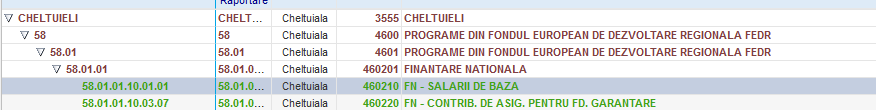 Raportare
CHELTUIELI CHELT... Cheltuiala 3555 CHELTUIELI
58 58 Cheltuiala 4600 PROGRAME DIN FONDUL EUROPEAN DE DEZVOLTARE REGIONALA FEDR
58.01 58.01 Cheltuiala 4601 PROGRAME DIN FONDUL EUROPEAN DE DEZVOLTARE REGIONALA FEDR
58.01.01 58.01.0... Cheltuiala 460201 FINANTARE NATIONALA
58.01.01.10.01.01 58.01.0... Cheltuiala 460210 FN - SALARII DE BAZA
58.01.01.10.03.07 58.01.0... Cheltuiala 460220 FN - CONTRIB. DE ASIG. PENTRU FD. GARANTARE